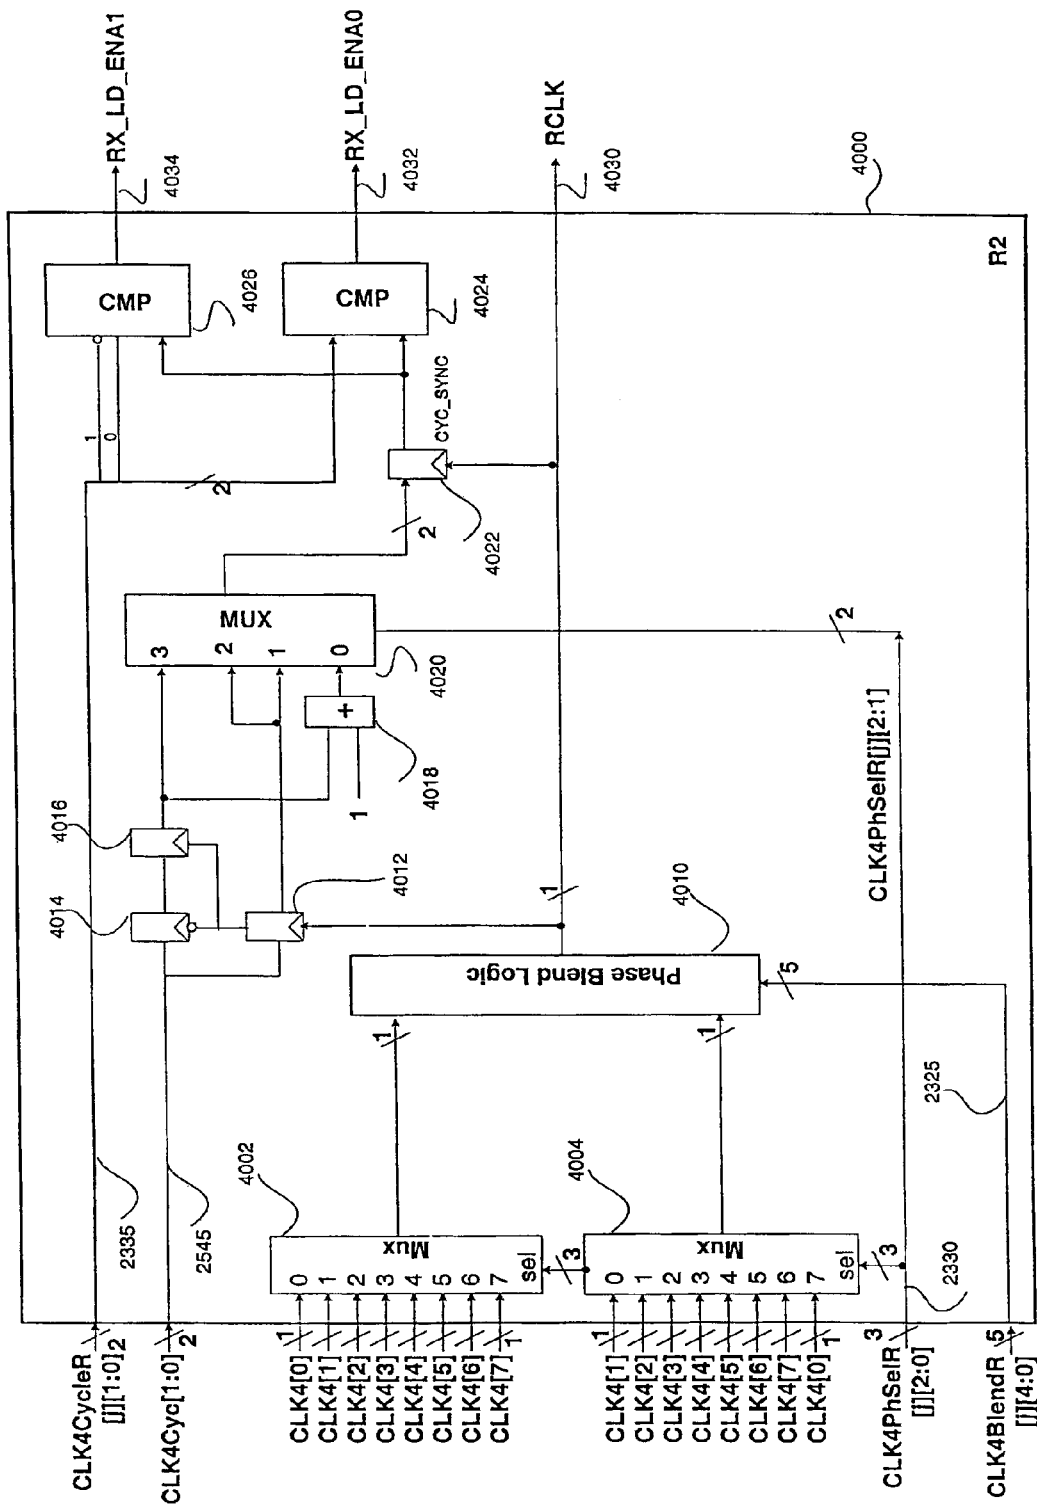 CLK4CycleR
[j][1:0]
2
CLK4Cyc[1:0]
2
2335
2545
1
0
2
CMP
4026
RX_LD_ENA1
4034
CMP
4024
RX_LD_ENA0
4032
4014
4016
4012
1
+
4018
3
2
1
0
MUX
4020
2
4022
CYC_SYNC
CLK4[0]
CLK4[1]
CLK4[2]
CLK4[3]
CLK4[4]
CLK4[5]
CLK4[6]
CLK4[7]
1
1
0
1
2
3
4
5
6
7
Mux
sel
4002
3
1
Phase Blend Logic
4010
1
RCLK
4030
CLK4[1]
CLK4[2]
CLK4[3]
CLK4[4]
CLK4[5]
CLK4[6]
CLK4[7]
CLK4[0]
1
1
0
1
2
3
4
5
6
7
Mux
sel
4004
3
1
5
CLK4PhSelR
[j][2:0]
3
2330
CLK4PhSelR[j][2:1]
2
CLK4BlendR
[j][4:0]
5
2325
R2
4000